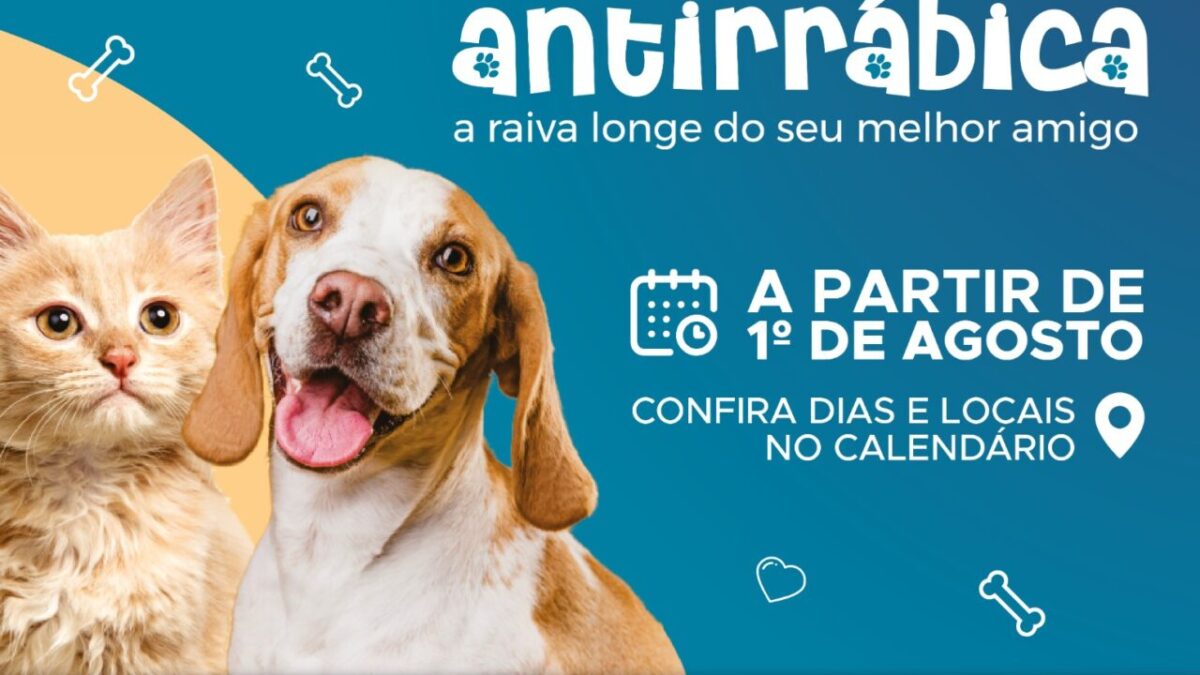 antirrábica
a raiva longe do seu melhor amigo
A PARTIR DE
1º DE AGOSTO
CONFIRA DIAS E LOCAIS
NO CALENDÁRIO